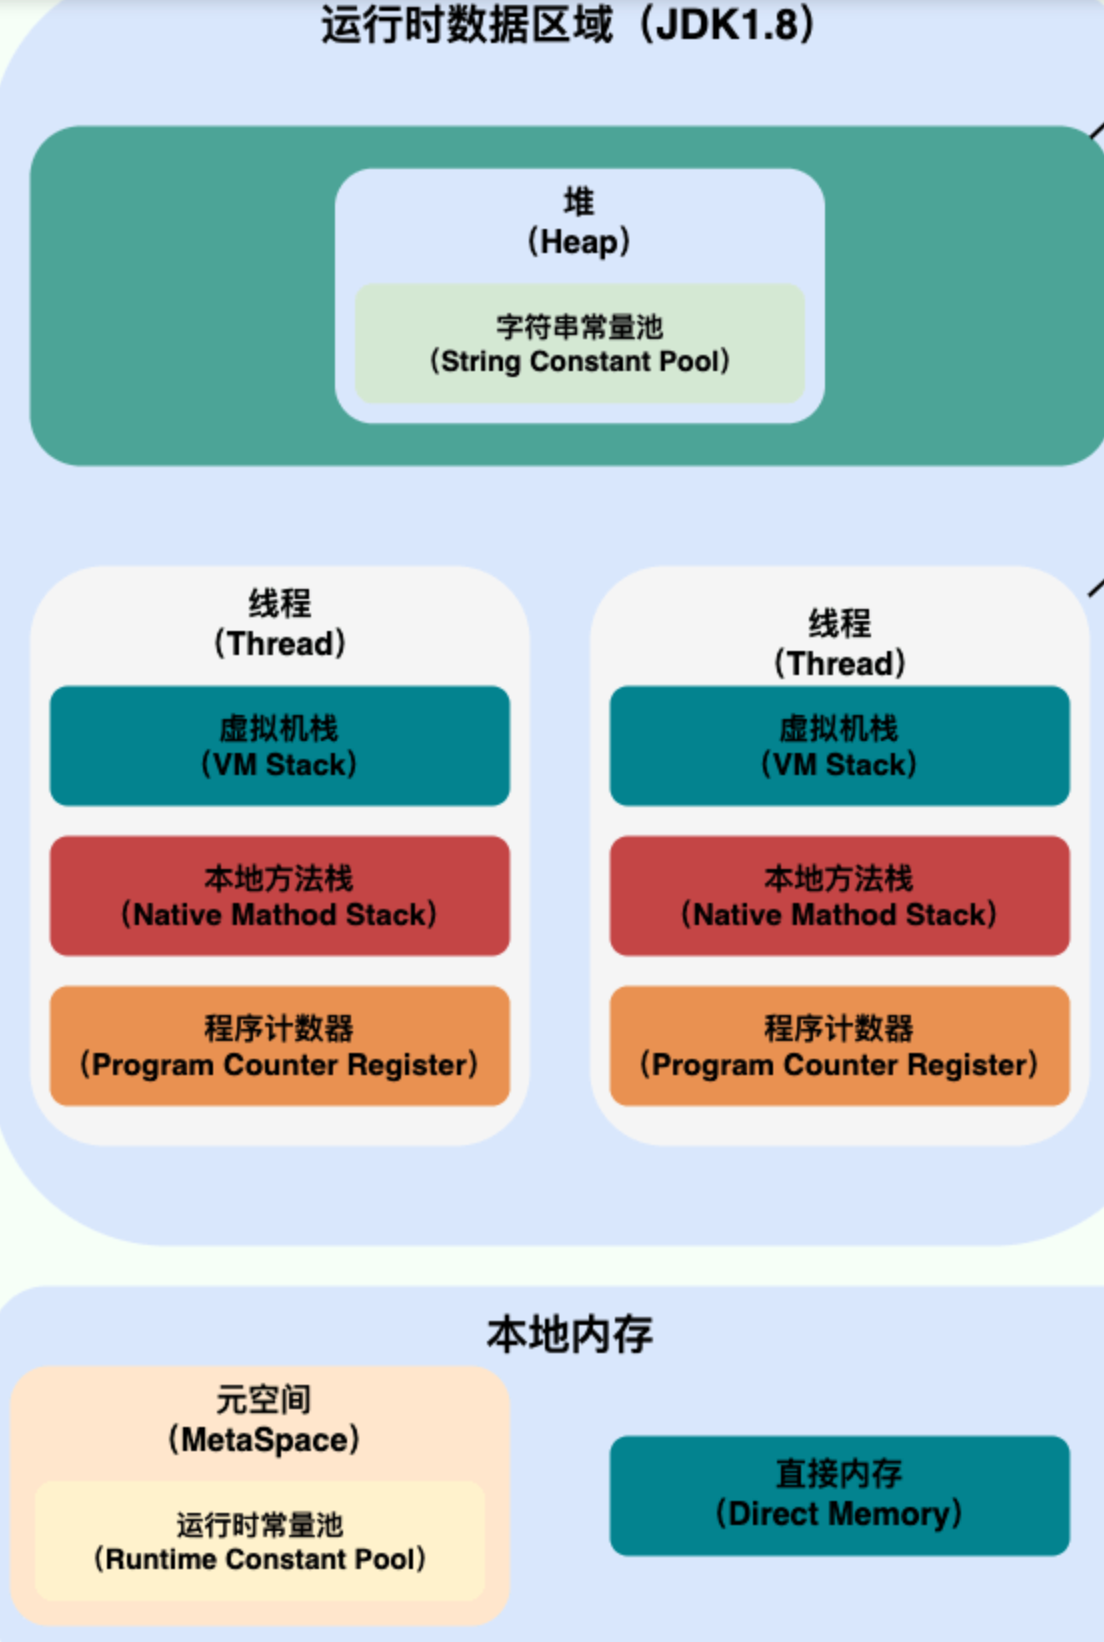 运行时数据区域（JDK1.8）
堆
（Heap）
字符串常量池
（String Constant Pool）
线程
（Thread）
虚拟机栈
（VM Stack）
本地方法栈
（Native Mathod Stack）
程序计数器
（Program Counter Register）
线程
（Thread）
虚拟机栈
（VM Stack）
本地方法栈
（Native Mathod Stack）
程序计数器
（Program Counter Register）
本地内存
元空间
（MetaSpace）
运行时常量池
（Runtime Constant Pool）
直接内存
（Direct Memory）